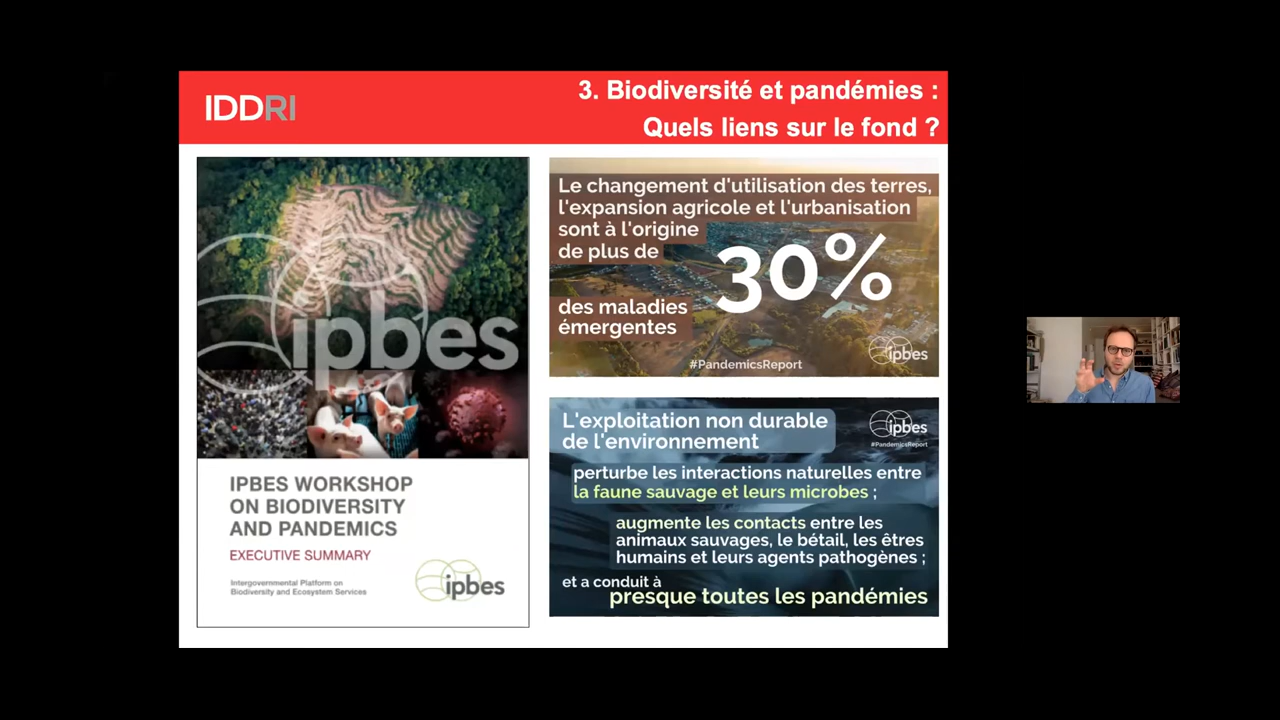 IDDRI
3. Biodiversité et pandémies :
Quels liens sur le fond ?
ipbes
IPBES WORKSHOP
ON BIODIVERSITY
AND PANDEMICS
EXECUTIVE SUMMARY
Intergovernmental Platform on
Biodiversity and Ecosystem Services
ipbes
Le changement d'utilisation des terres,
l'expansion agricole et l'urbanisation
sont à l'origine
de plus de
30%
des maladies
émergentes
#PandemicsReport
ipbes
L'exploitation non durable
de l'environnement
ipbes
#PandemicsReport
perturbe les interactions naturelles entre
la faune sauvage et leurs microbes ;
augmente les contacts entre les
animaux sauvages, le bétail, les êtres
humains et leurs agents pathogènes ;
et a conduit à
presque toutes les pandémies